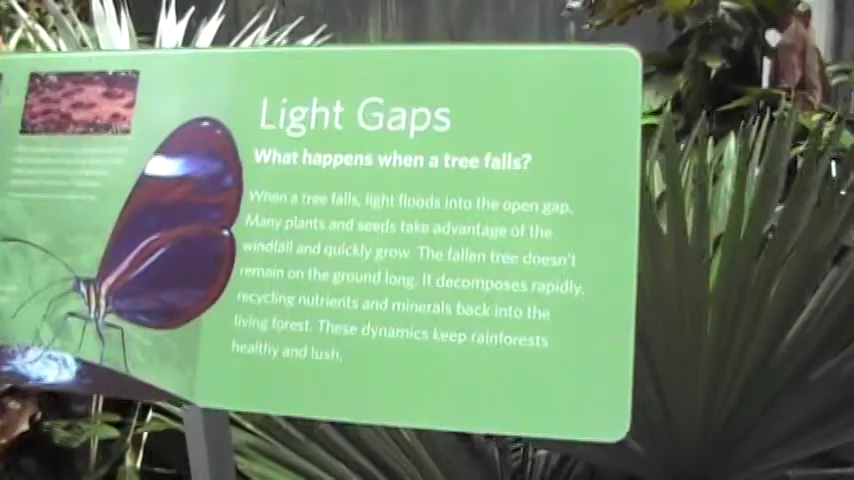 Light Gaps
What happens when a tree falls?
When a tree falls, light floods into the open gap.
Many plants and seeds take advantage of the
windfall and quickly grow. The fallen tree doesn't
remain on the ground long. It decomposes rapidly,
recycling nutrients and minerals back into the
living forest. These dynamics keep rainforests
healthy and lush.